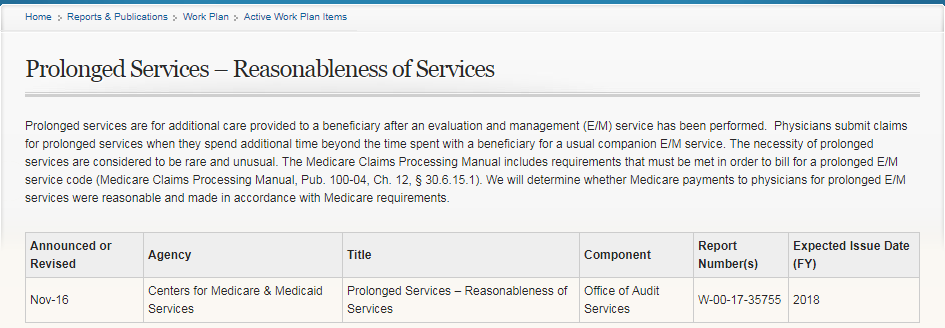 Home > Reports & Publications > Work Plan > Active Work Plan Items
Prolonged Services – Reasonableness of Services
Prolonged services are for additional care provided to a beneficiary after an evaluation and management (E/M) service has been performed.  Physicians submit claims
for prolonged services when they spend additional time beyond the time spent with a beneficiary for a usual companion E/M service. The necessity of prolonged
services are considered to be rare and unusual. The Medicare Claims Processing Manual includes requirements that must be met in order to bill for a prolonged E/M
service code (Medicare Claims Processing Manual, Pub. 100-04, Ch. 12, § 30.6.15.1). We will determine whether Medicare payments to physicians for prolonged E/M
services were reasonable and made in accordance with Medicare requirements.
Announced or Revised | Agency | Title | Component | Report Number(s) | Expected Issue Date (FY)
Nov-16 | Centers for Medicare & Medicaid Services | Prolonged Services – Reasonableness of Services | Office of Audit Services | W-00-17-35755 | 2018